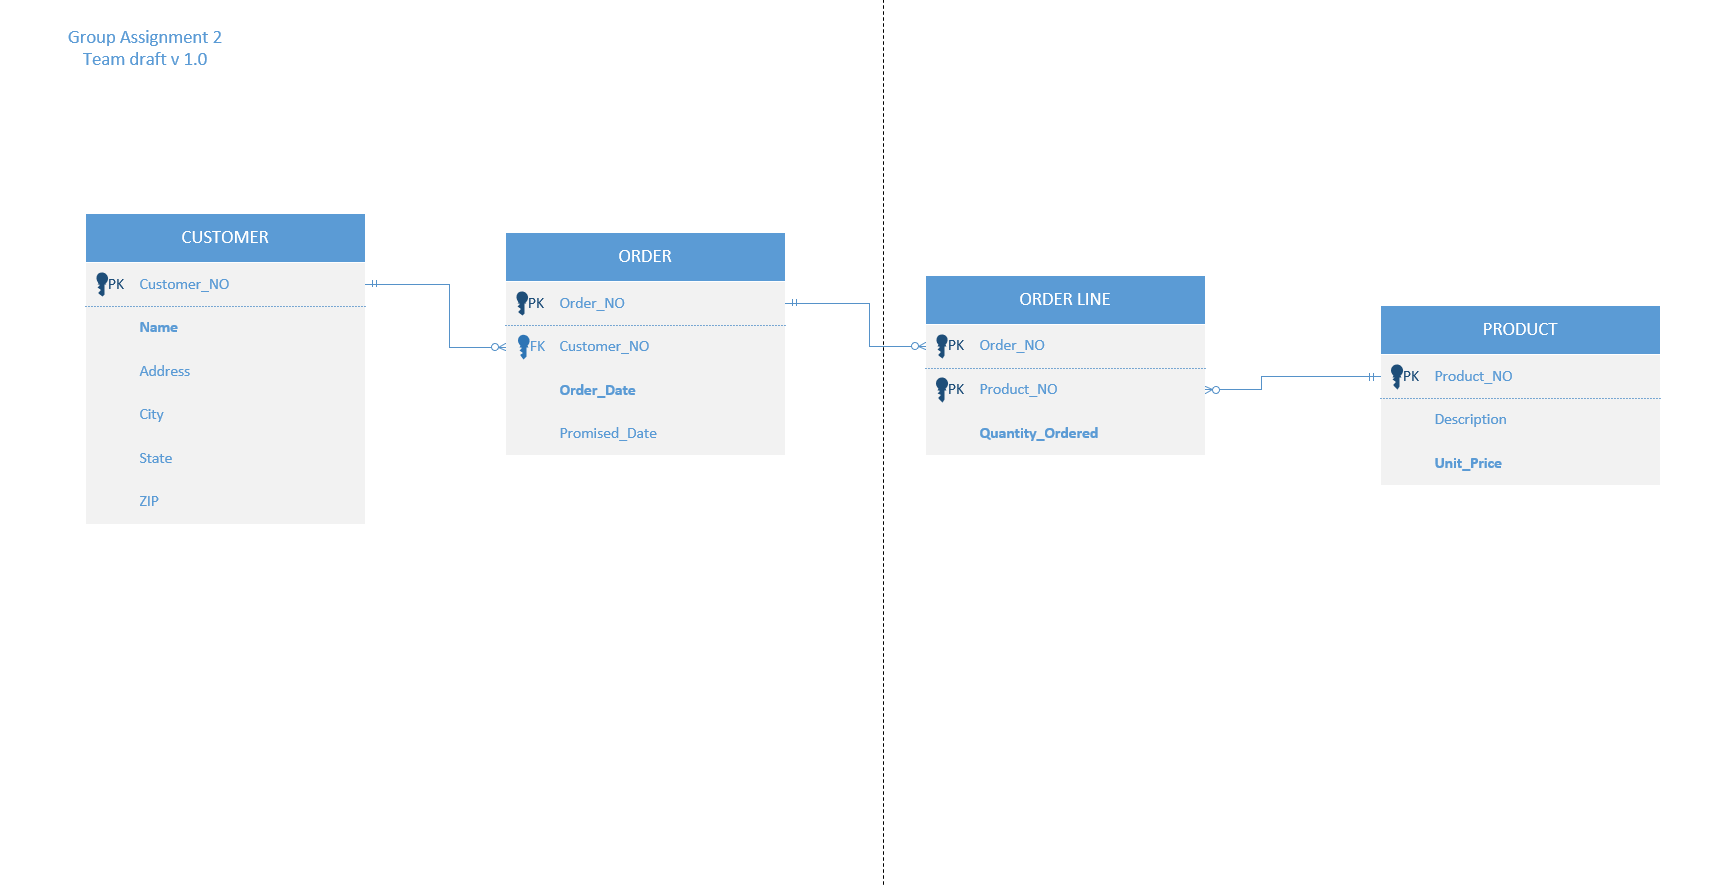 Group Assignment 2
Team draft v 1.0
CUSTOMER
PK Customer_NO
Name
Address
City
State
ZIP
ORDER
PK Order_NO
FK Customer_NO
Order_Date
Promised_Date
ORDER LINE
PK Order_NO
PK Product_NO
Quantity_Ordered
PRODUCT
PK Product_NO
Description
Unit_Price